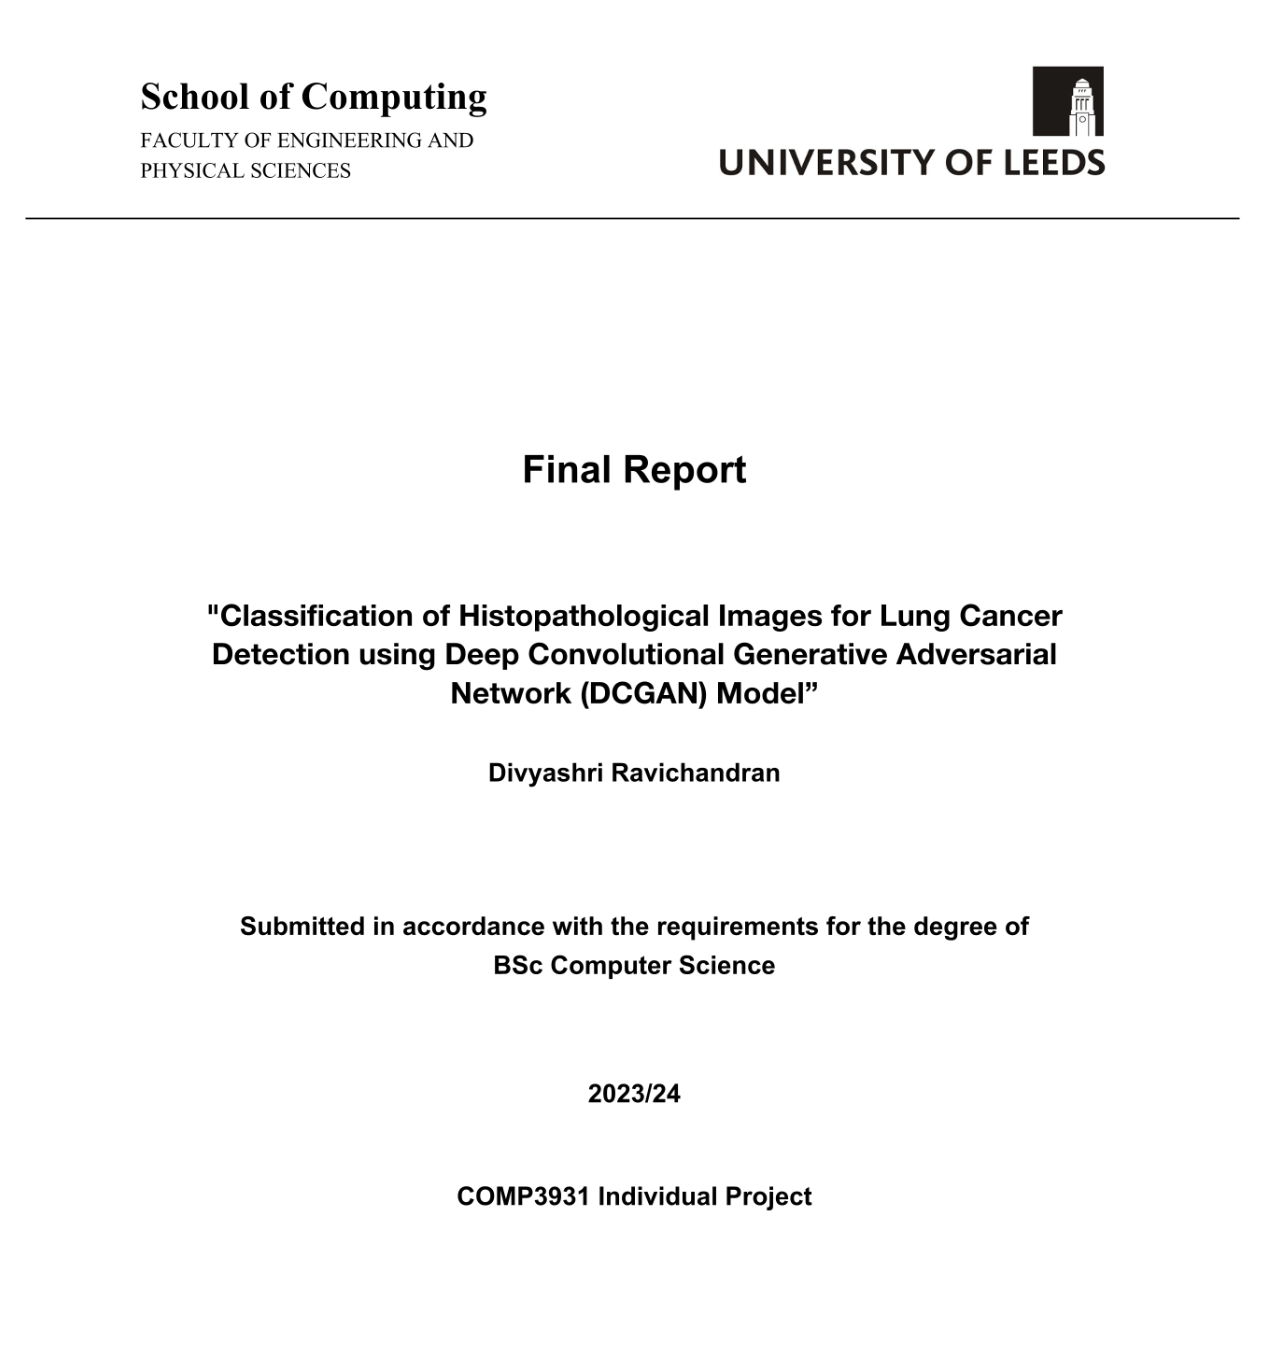 School of Computing
FACULTY OF ENGINEERING AND
PHYSICAL SCIENCES
UNIVERSITY OF LEEDS
Final Report
"Classification of Histopathological Images for Lung Cancer
Detection using Deep Convolutional Generative Adversarial
Network (DCGAN) Model”
Divyashri Ravichandran
Submitted in accordance with the requirements for the degree of
BSc Computer Science
2023/24
COMP3931 Individual Project